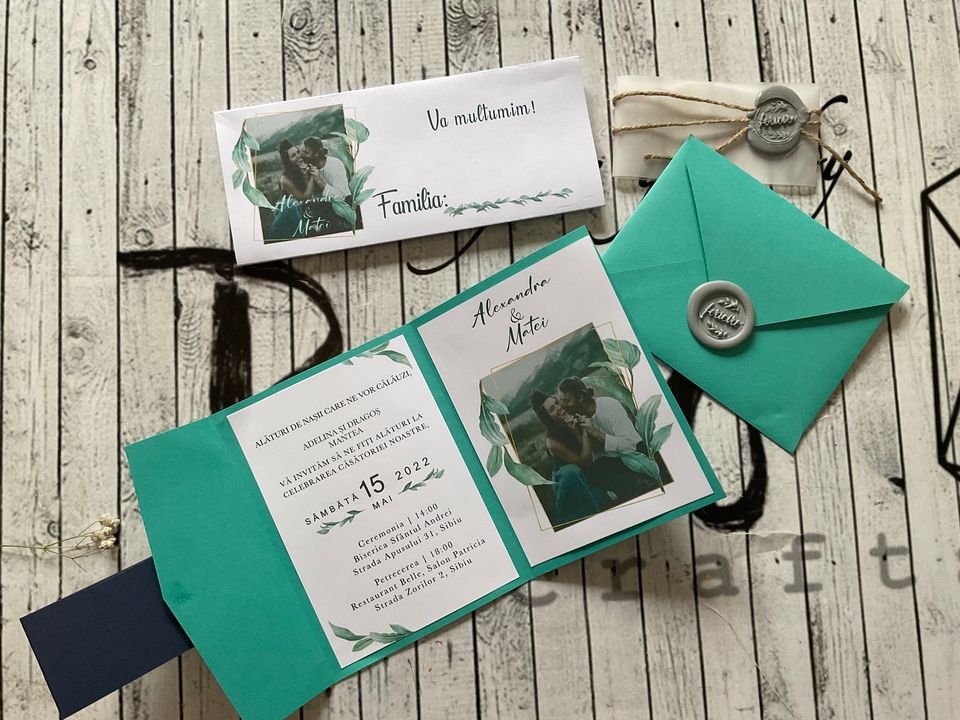 Va multumim!
Alexandra
&
Matei
Familia:
Alexandra
&
Matei
ALĂTURI DE NAȘII CARE NE VOR CĂLĂUZI,
ADELINA ȘI DRAGOȘ
MANTEA
VĂ INVITĂM SĂ NE FIȚI ALĂTURI LA
CELEBRAREA CĂSĂTORIEI NOASTRE,
SÂMBĂTĂ 15 2022
MAI
Ceremonia | 14:00
Biserica Sfântul Andrei
Strada Apusului 31, Sibiu
Petrecerea | 18:00
Restaurant Belle, Salon Patricia
Strada Zorilor 2, Sibiu